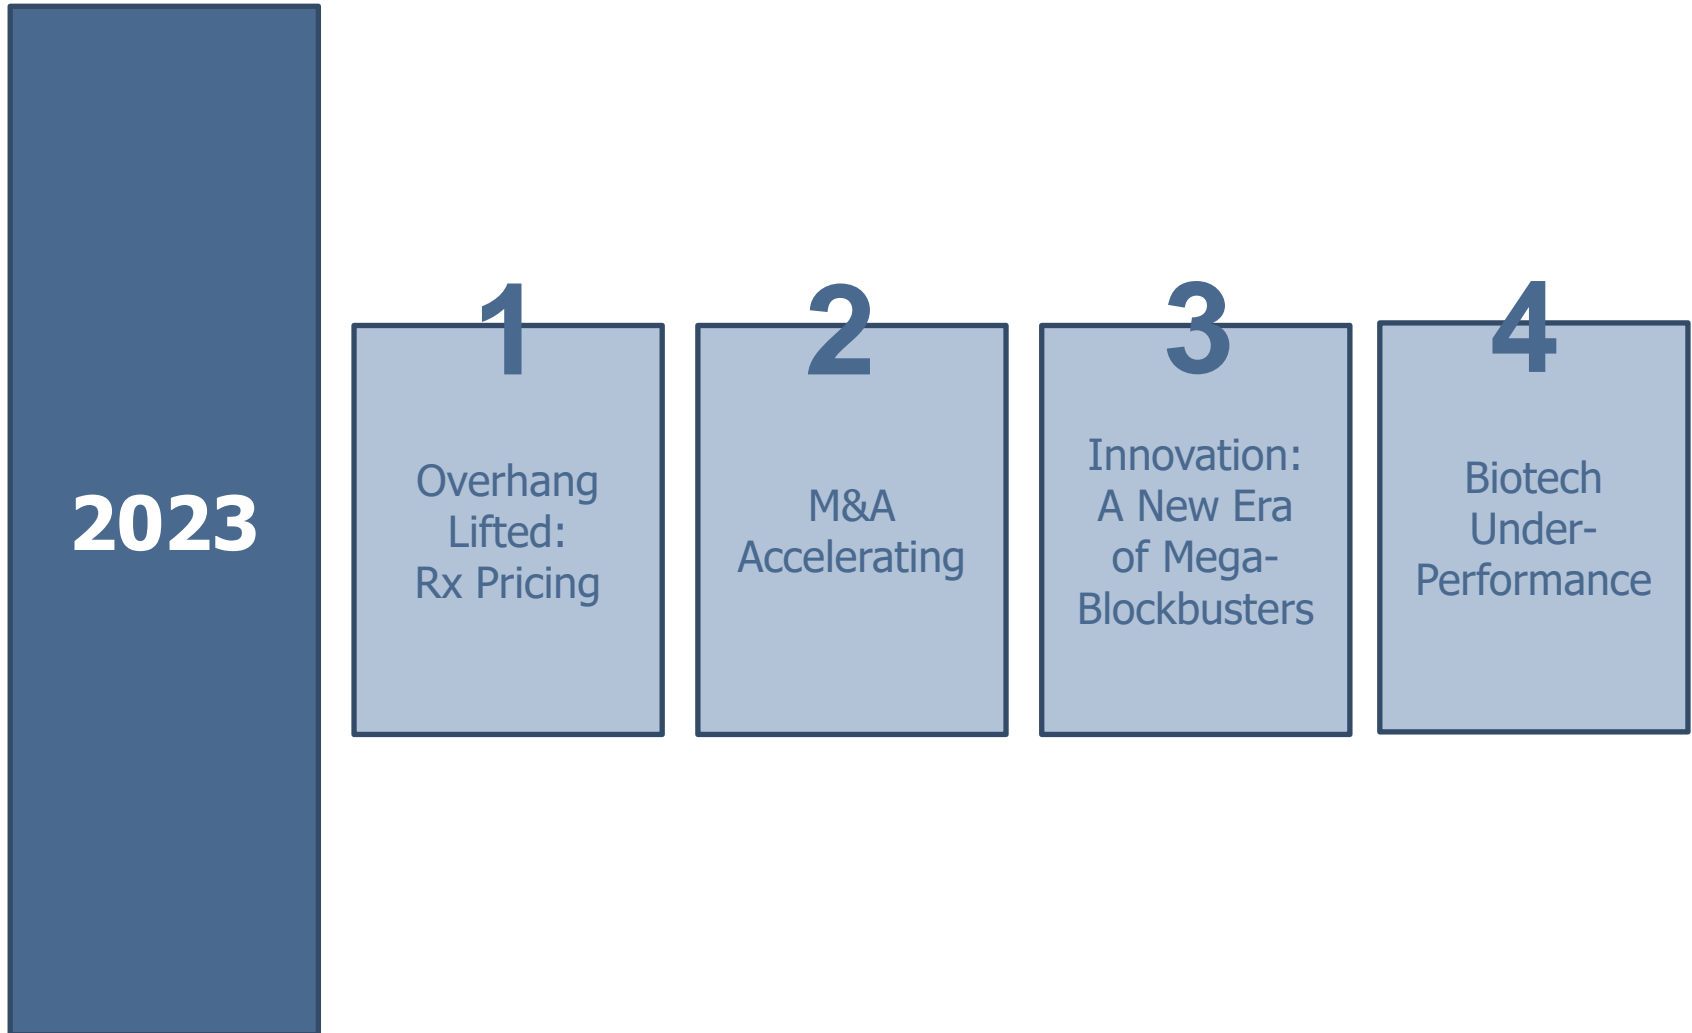 2023
1
Overhang
Lifted:
Rx Pricing
2
M&A
Accelerating
3
Innovation:
A New Era
of Mega-
Blockbusters
4
Biotech
Under-
Performance